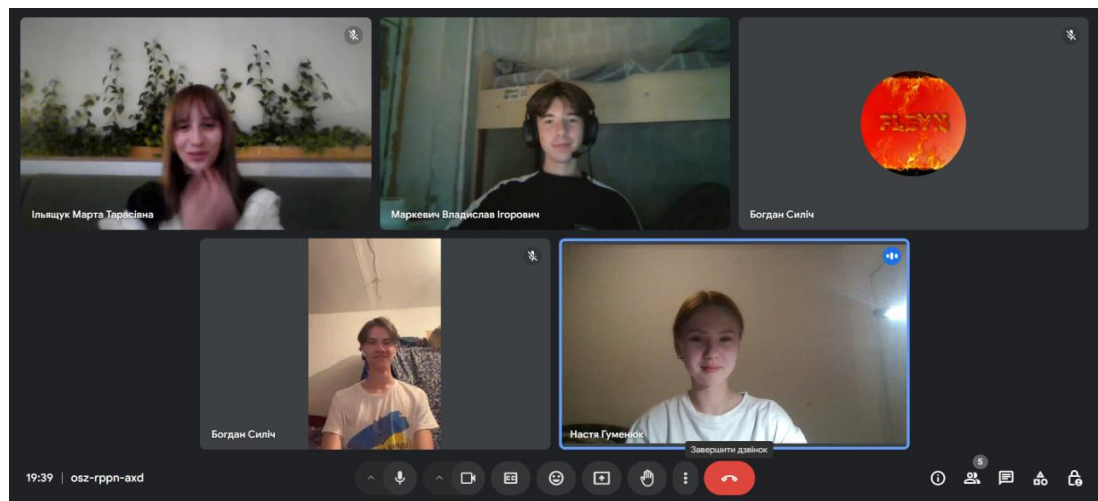 Ільящук Марта Тарасівна
Маркевич Владислав Ігорович
FLZYN
Богдан Силіч
Богдан Силіч
Настя Гуменюк
Завершити дзвінок
19:39 | osz-rppn-axd
5